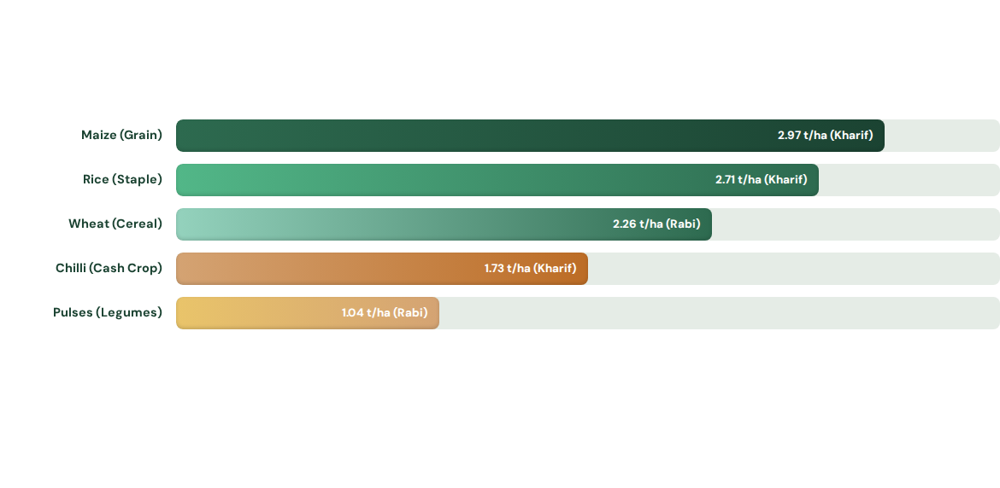 Maize (Grain) 2.97 t/ha (Kharif)
Rice (Staple) 2.71 t/ha (Kharif)
Wheat (Cereal) 2.26 t/ha (Rabi)
Chilli (Cash Crop) 1.73 t/ha (Kharif)
Pulses (Legumes) 1.04 t/ha (Rabi)